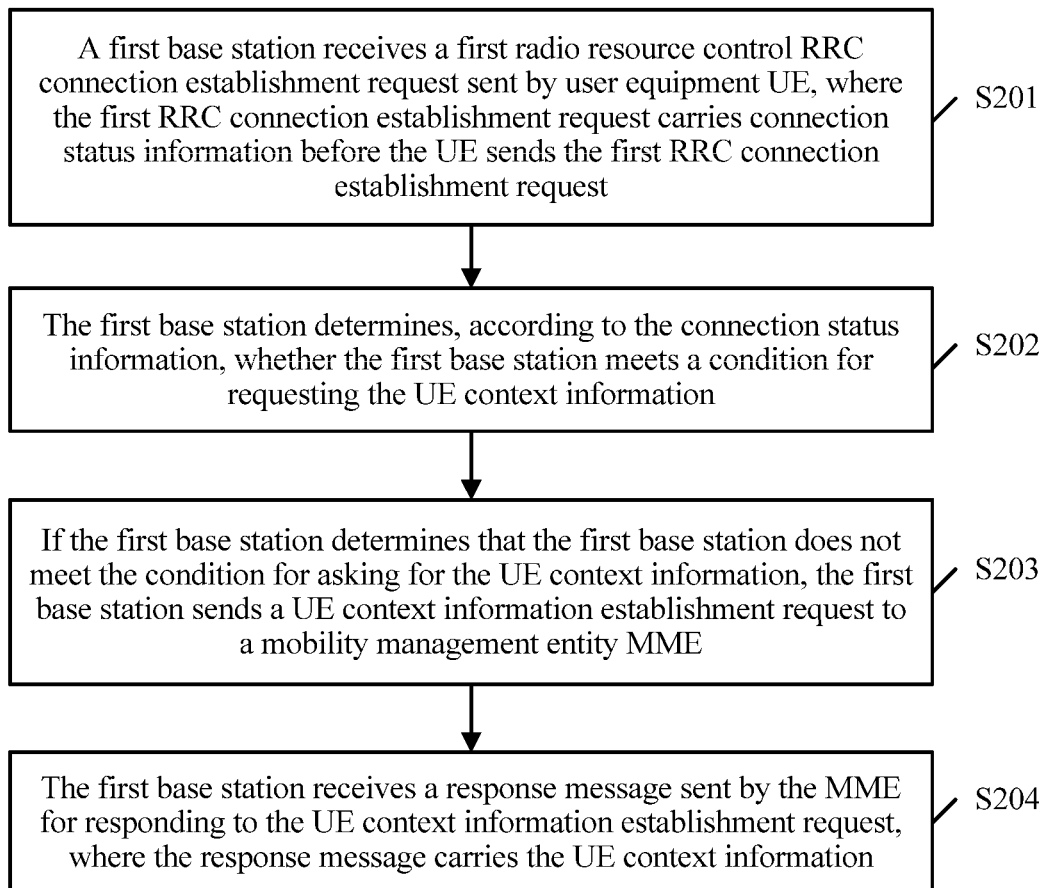 A first base station receives a first radio resource control RRC
connection establishment request sent by user equipment UE, where
the first RRC connection establishment request carries connection
status information before the UE sends the first RRC connection
establishment request
S201
The first base station determines, according to the connection status
information, whether the first base station meets a condition for
requesting the UE context information
S202
If the first base station determines that the first base station does not
meet the condition for asking for the UE context information, the first
base station sends a UE context information establishment request to
a mobility management entity MME
S203
The first base station receives a response message sent by the MME
for responding to the UE context information establishment request,
where the response message carries the UE context information
S204